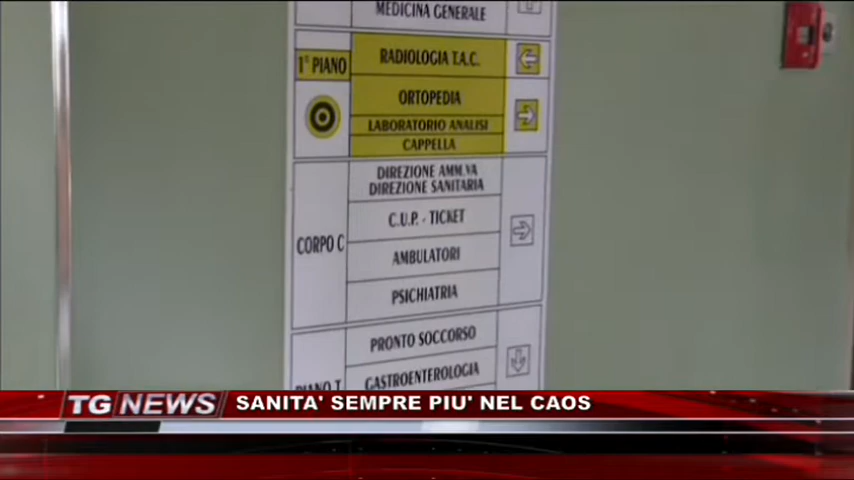 MEDICINA GENERALE
1° PIANO
RADIOLOGIA T.A.C.
ORTOPEDIA
LABORATORIO ANALISI
CAPPELLA
CORPO C
DIREZIONE AMM.VA
DIREZIONE SANITARIA
C.U.P. - TICKET
AMBULATORI
PSICHIATRIA
PIANO T
PRONTO SOCCORSO
GASTROENTEROLOGIA
TG NEWS
SANITA' SEMPRE PIU' NEL CAOS